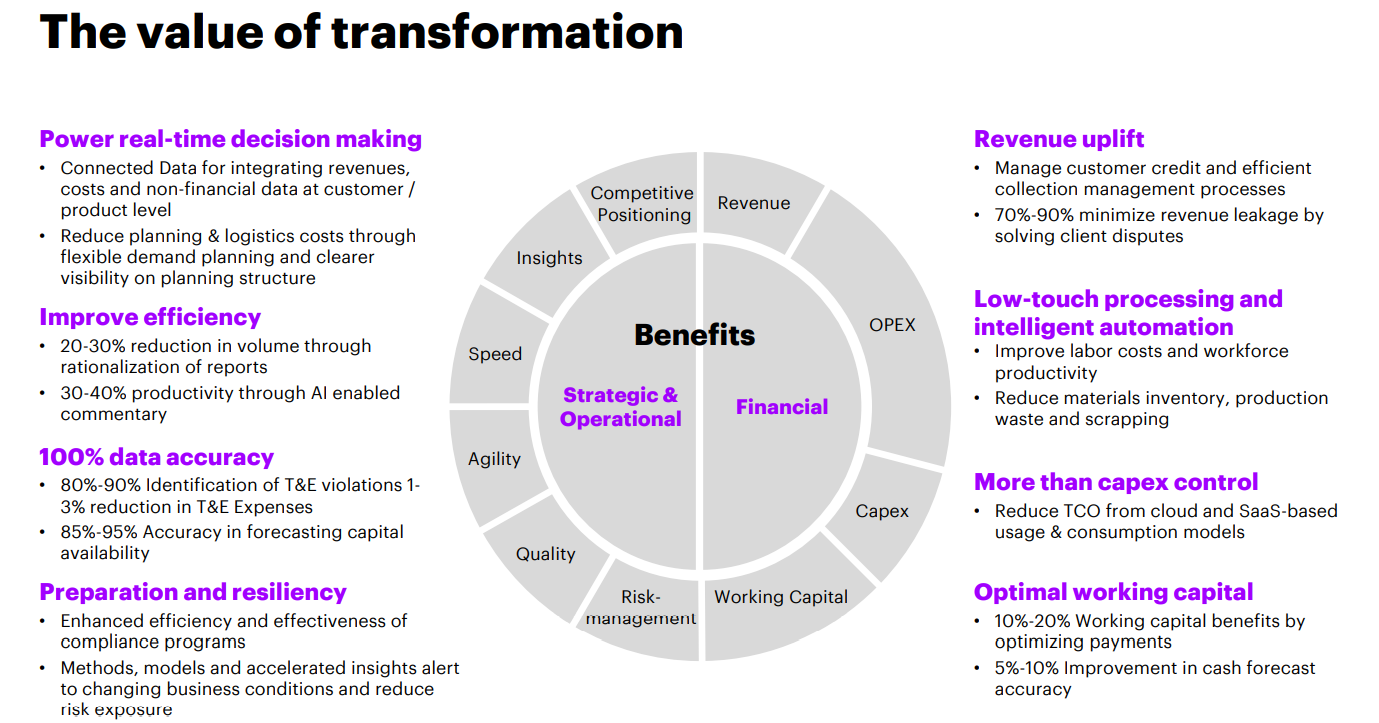 The value of transformation
Power real-time decision making
• Connected Data for integrating revenues,
costs and non-financial data at customer /
product level
• Reduce planning & logistics costs through
flexible demand planning and clearer
visibility on planning structure
Improve efficiency
• 20-30% reduction in volume through
rationalization of reports
• 30-40% productivity through AI enabled
commentary
100% data accuracy
• 80%-90% Identification of T&E violations 1-
3% reduction in T&E Expenses
• 85%-95% Accuracy in forecasting capital
availability
Preparation and resiliency
• Enhanced efficiency and effectiveness of
compliance programs
• Methods, models and accelerated insights alert
to changing business conditions and reduce
risk exposure
Competitive
Positioning
Insights
Speed
Agility
Quality
Risk-
management
Benefits
Strategic &
Operational
Financial
Revenue
OPEX
Capex
Working Capital
Revenue uplift
• Manage customer credit and efficient
collection management processes
• 70%-90% minimize revenue leakage by
solving client disputes
Low-touch processing and
intelligent automation
• Improve labor costs and workforce
productivity
• Reduce materials inventory, production
waste and scrapping
More than capex control
• Reduce TCO from cloud and SaaS-based
usage & consumption models
Optimal working capital
• 10%-20% Working capital benefits by
optimizing payments
• 5%-10% Improvement in cash forecast
accuracy